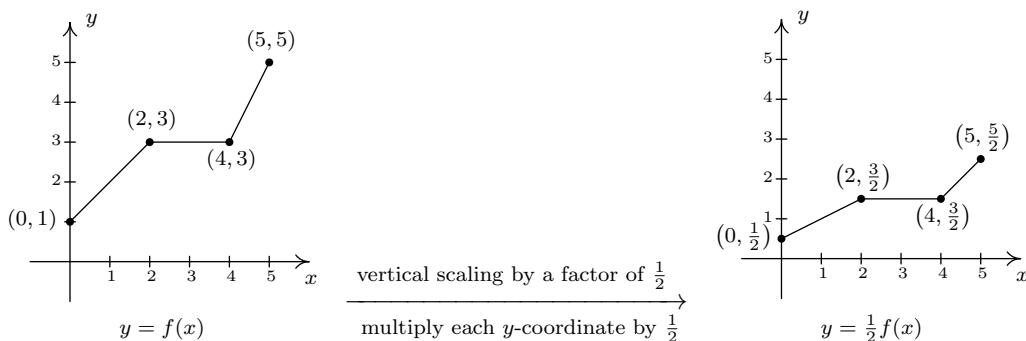 y
(5, 5)
5
4
(2, 3)
3
(4, 3)
2
(0, 1)
1 2 3 4 5
x
y = f(x)
vertical scaling by a factor of 1/2
multiply each y-coordinate by 1/2
y
5
4
3
(5, 5/2)
2
(2, 3/2)
1
(4, 3/2)
(0, 1/2)
1 2 3 4 5
x
y = 1/2 f(x)